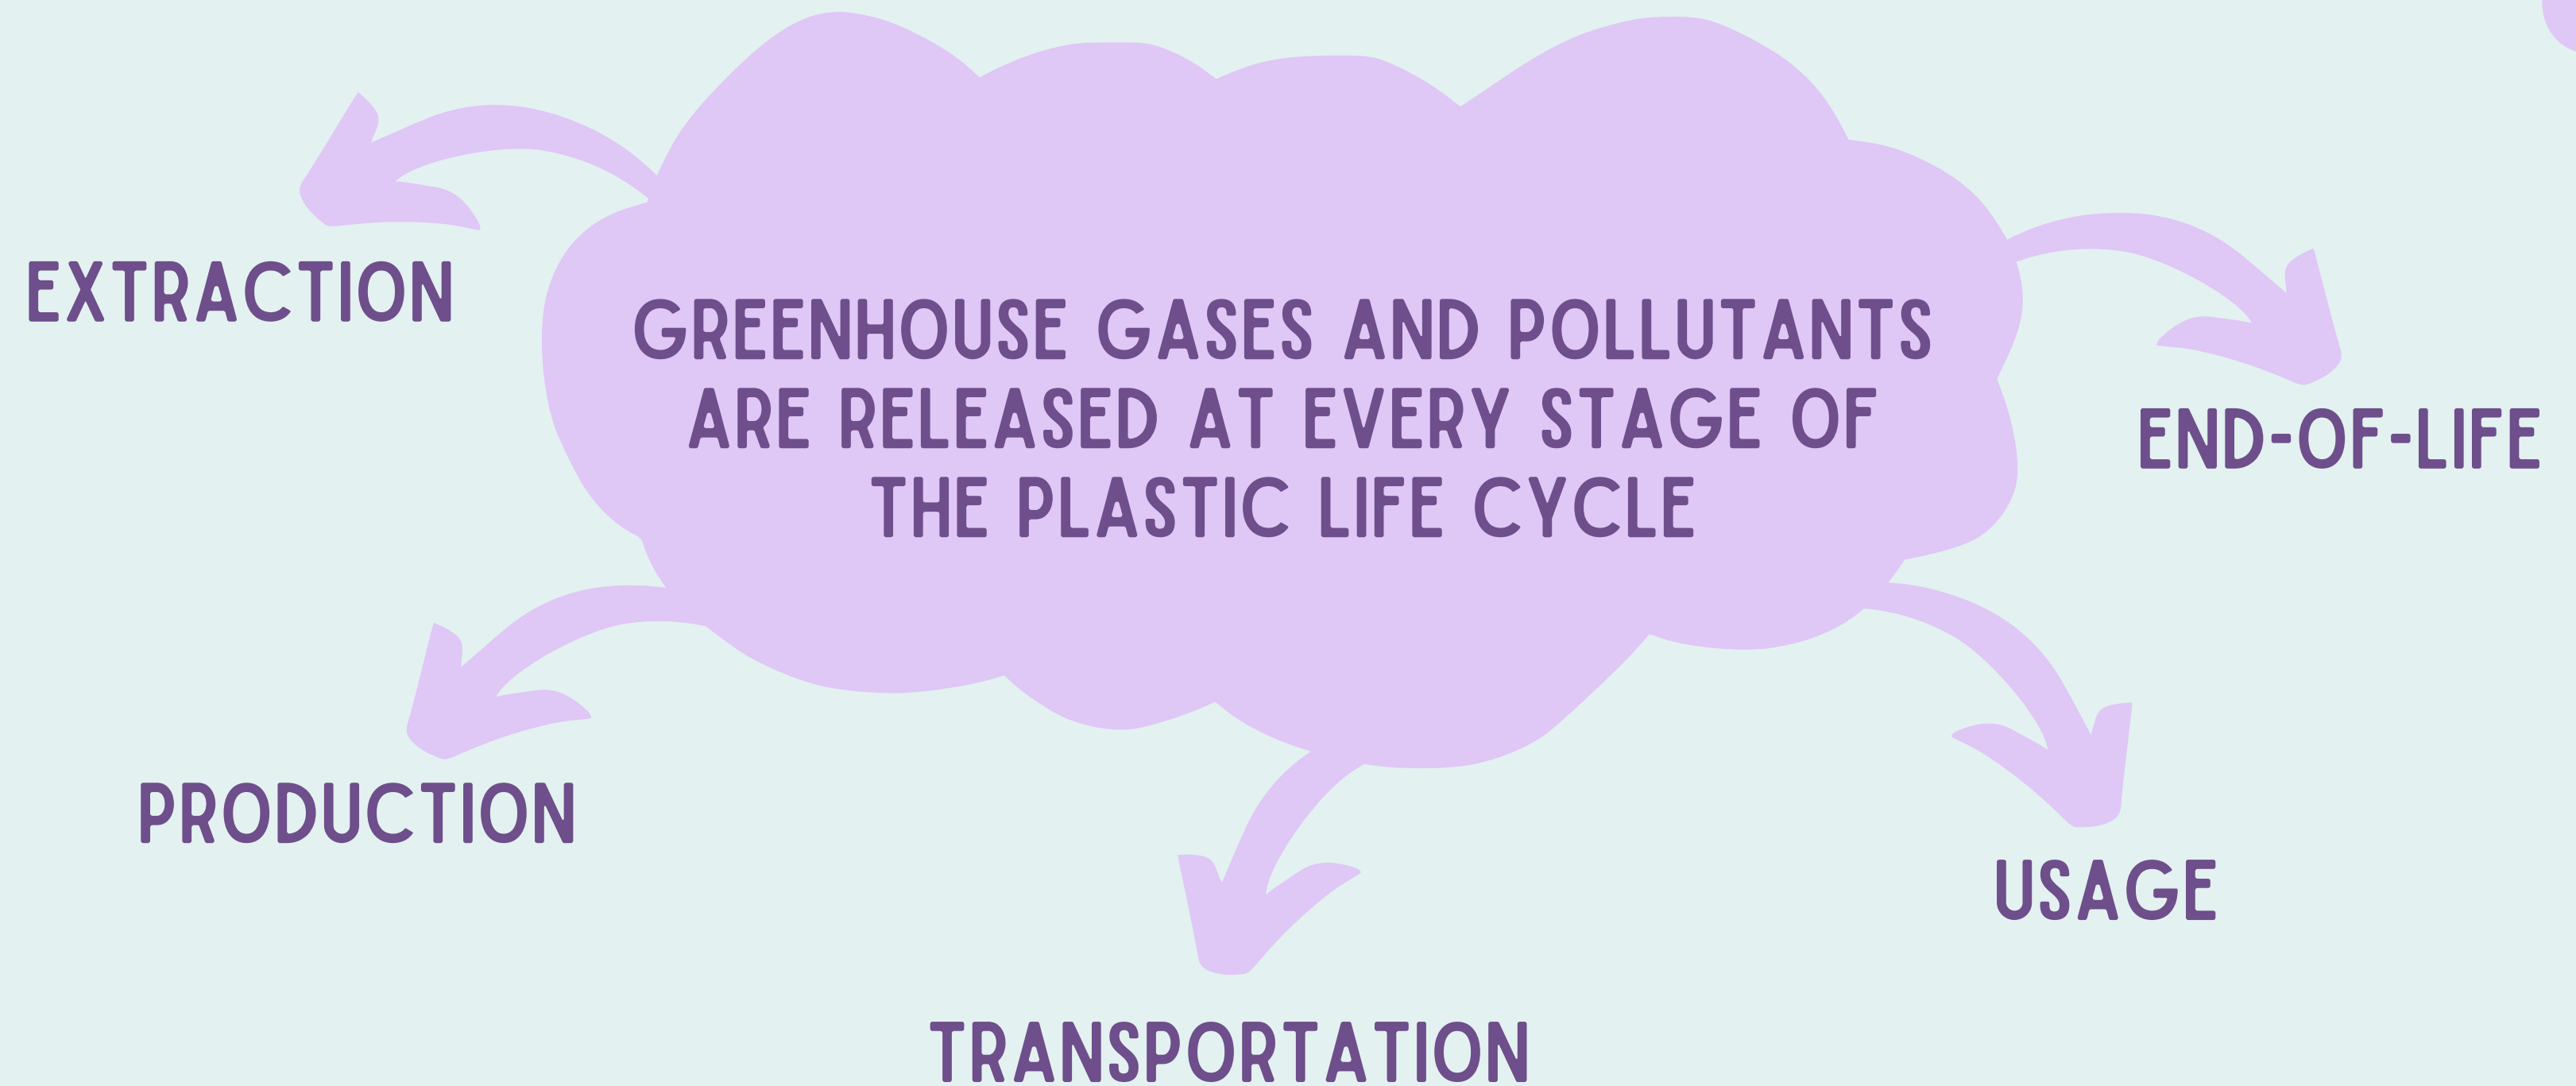 EXTRACTION
GREENHOUSE GASES AND POLLUTANTS
ARE RELEASED AT EVERY STAGE OF
THE PLASTIC LIFE CYCLE
END-OF-LIFE
PRODUCTION
USAGE
TRANSPORTATION